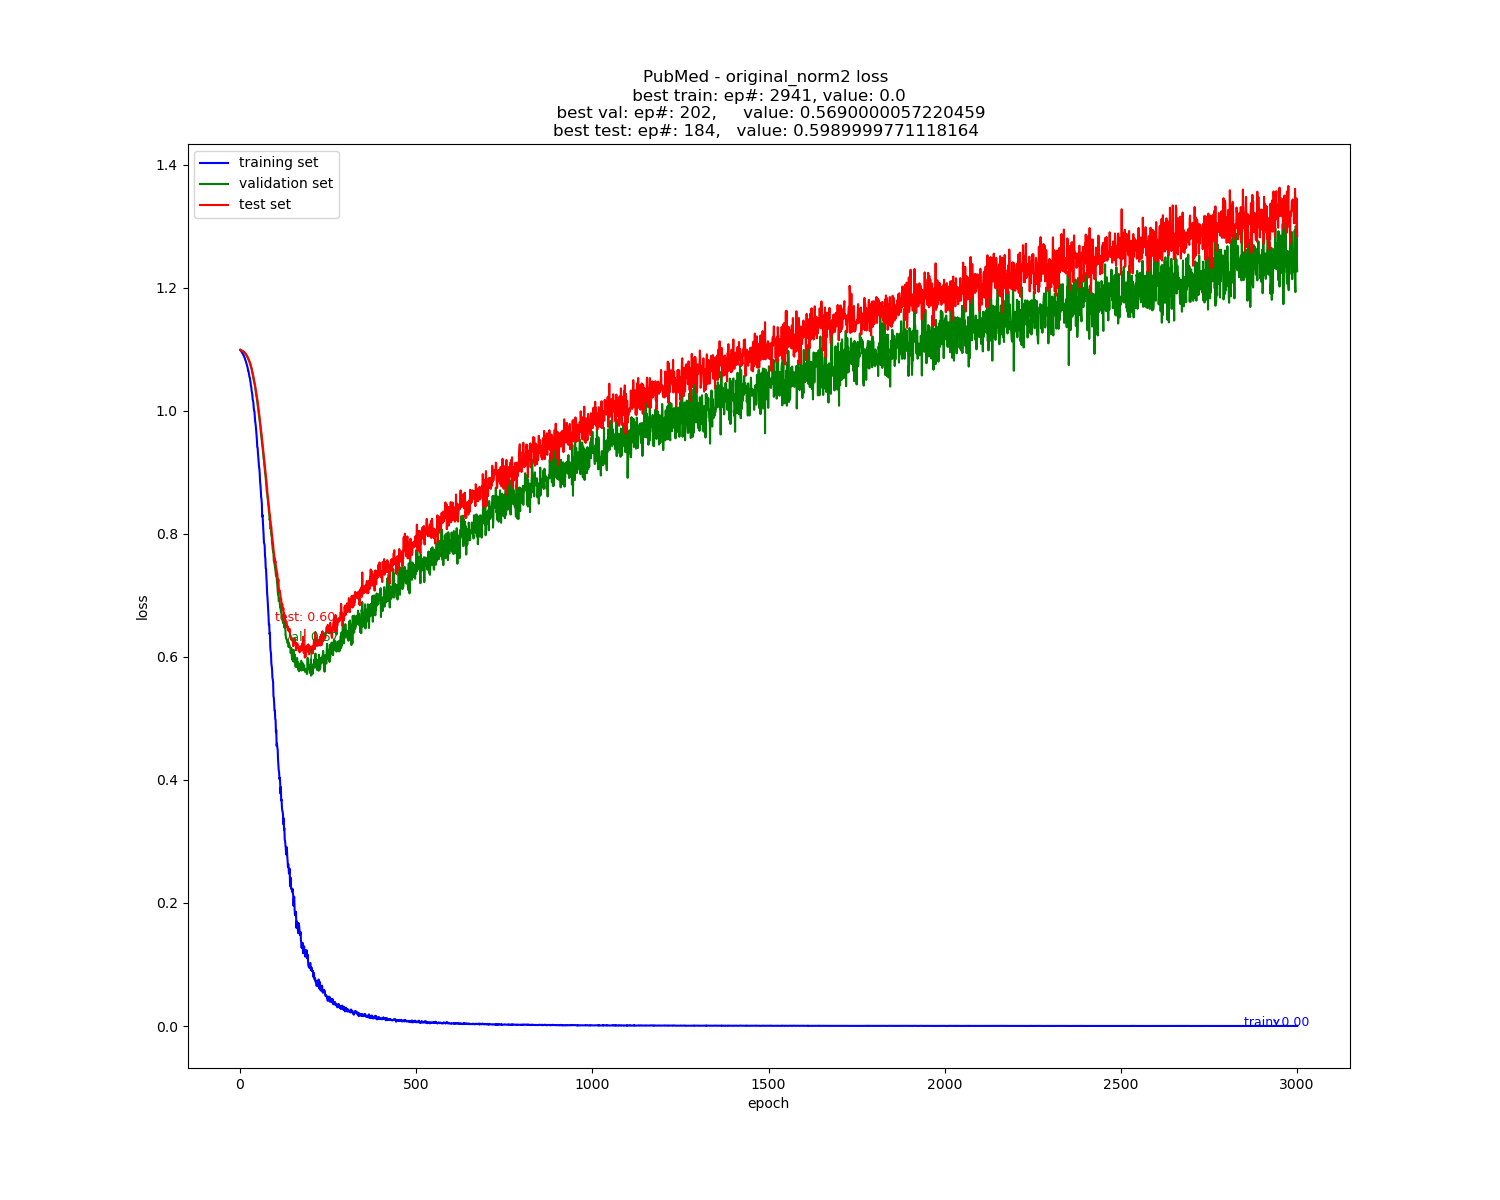 PubMed - original_norm2 loss
best train: ep#: 2941, value: 0.0
best val: ep#: 202, value: 0.5690000057220459
best test: ep#: 184, value: 0.5989999771118164
training set
validation set
test set
1.4
1.2
1.0
0.8
0.6
0.4
0.2
0.0
loss
test: 0.60
train: 0.00
0
500
1000
1500
2000
2500
3000
epoch